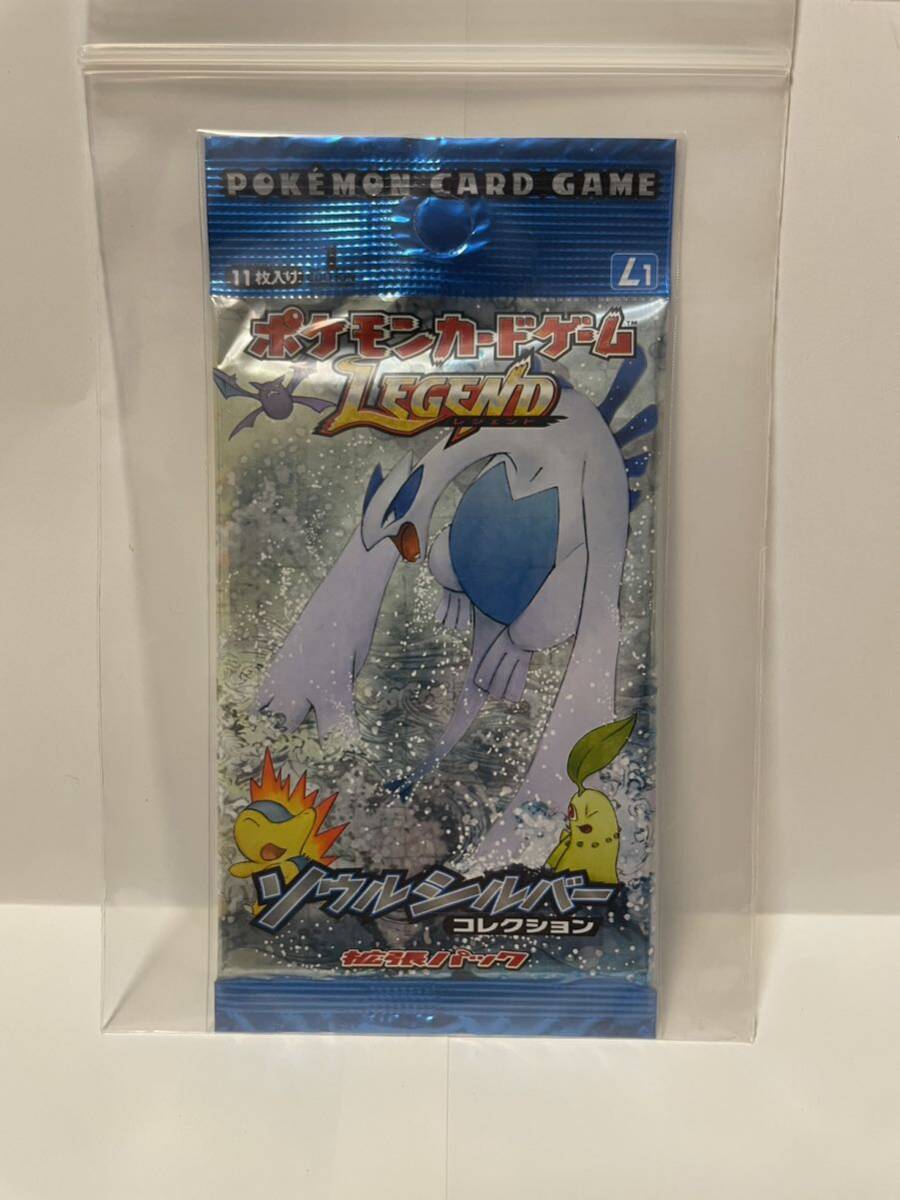 POKÉMON CARD GAME
11枚入り
L1
ポケモンカードゲーム™
LEGEND
レジェンド
ソウルシルバー
コレクション
拡張パック